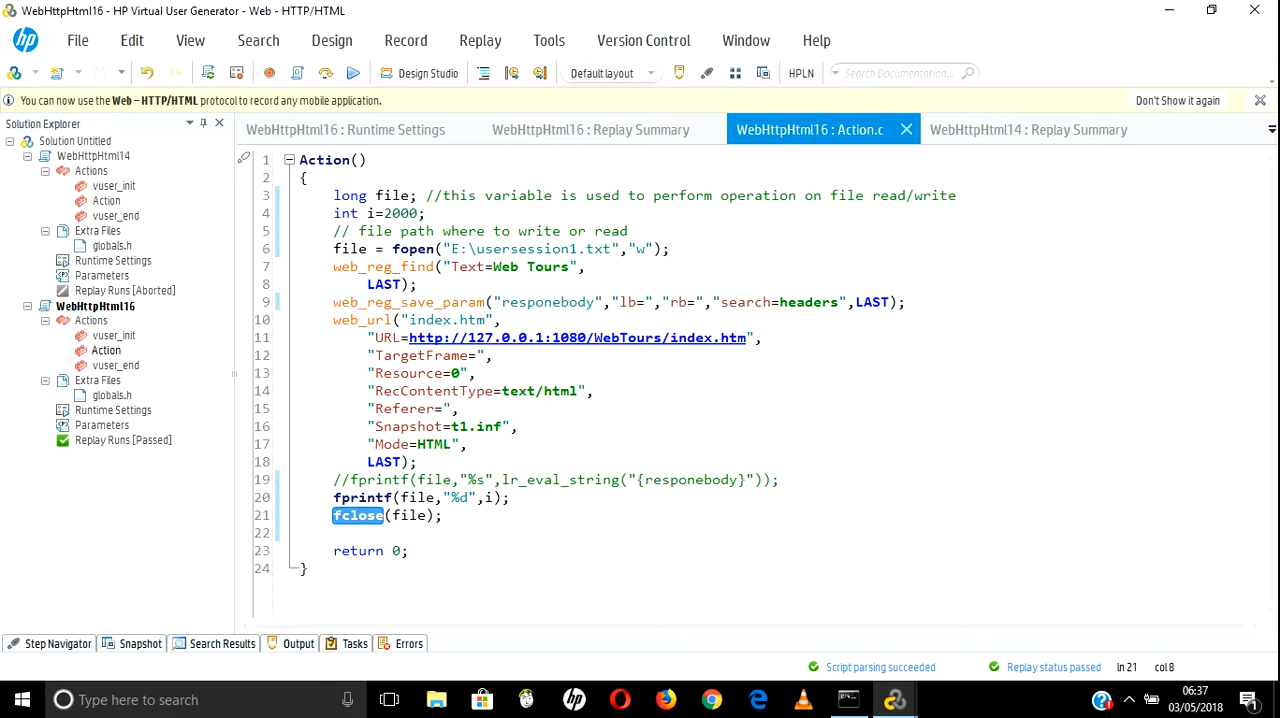 WebHttpHtml16 - HP Virtual User Generator - Web - HTTP/HTML
hp File Edit View Search Design Record Replay Tools Version Control Window Help
Design Studio Default layout HPLN Search Documentation...
You can now use the Web – HTTP/HTML protocol to record any mobile application. Don't Show it again
Solution Explorer
Solution Untitled
WebHttpHtml14
Actions
vuser_init
Action
vuser_end
Extra Files
globals.h
Runtime Settings
Parameters
Replay Runs [Aborted]
WebHttpHtml16
Actions
vuser_init
Action
vuser_end
Extra Files
globals.h
Runtime Settings
Parameters
Replay Runs [Passed]
WebHttpHtml16 : Runtime Settings WebHttpHtml16 : Replay Summary WebHttpHtml16 : Action.c WebHttpHtml14 : Replay Summary
1 Action()
2 {
3 long file; //this variable is used to perform operation on file read/write
4 int i=2000;
5 // file path where to write or read
6 file = fopen("E:\usersession1.txt","w");
7 web_reg_find("Text=Web Tours",
8 LAST);
9 web_reg_save_param("responebody","lb=","rb=","search=headers",LAST);
10 web_url("index.htm",
11 "URL=http://127.0.0.1:1080/WebTours/index.htm",
12 "TargetFrame=",
13 "Resource=0",
14 "RecContentType=text/html",
15 "Referer=",
16 "Snapshot=t1.inf",
17 "Mode=HTML",
18 LAST);
19 //fprintf(file,"%s",lr_eval_string("{responebody}"));
20 fprintf(file,"%d",i);
21 fclose(file);
22
23 return 0;
24 }
Step Navigator Snapshot Search Results Output Tasks Errors
Script parsing succeeded Replay status passed ln 21 col 8
Type here to search hp 06:37
03/05/2018 1